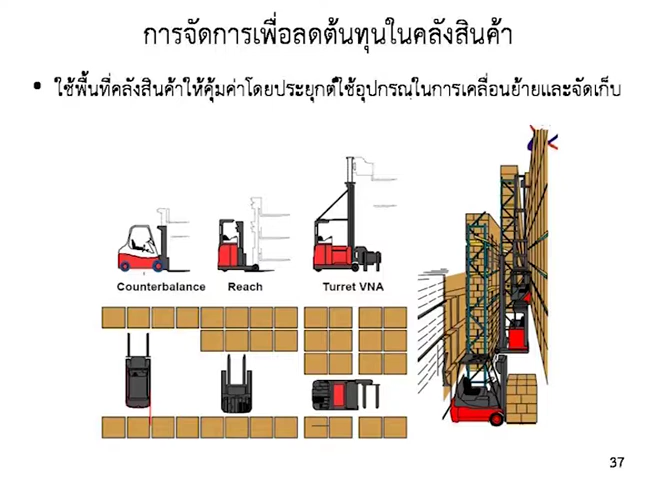 การจัดการเพื่อลดต้นทุนในคลังสินค้า
• ใช้พื้นที่คลังสินค้าให้คุ้มค่าโดยประยุกต์ใช้อุปกรณ์ในการเคลื่อนย้ายและจัดเก็บ
Counterbalance Reach Turret VNA
37